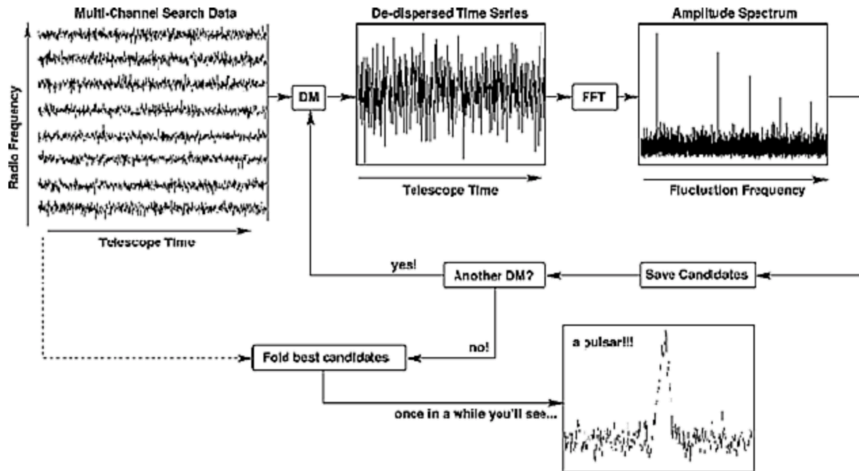 Multi-Channel Search Data
De-dispersed Time Series
Amplitude Spectrum
Radio Frequency
DM
FFT
Telescope Time
Telescope Time
Fluctuation Frequency
yes!
Another DM?
Save Candidates
no!
Fold best candidates
a pulsar!!!
once in a while you'll see...